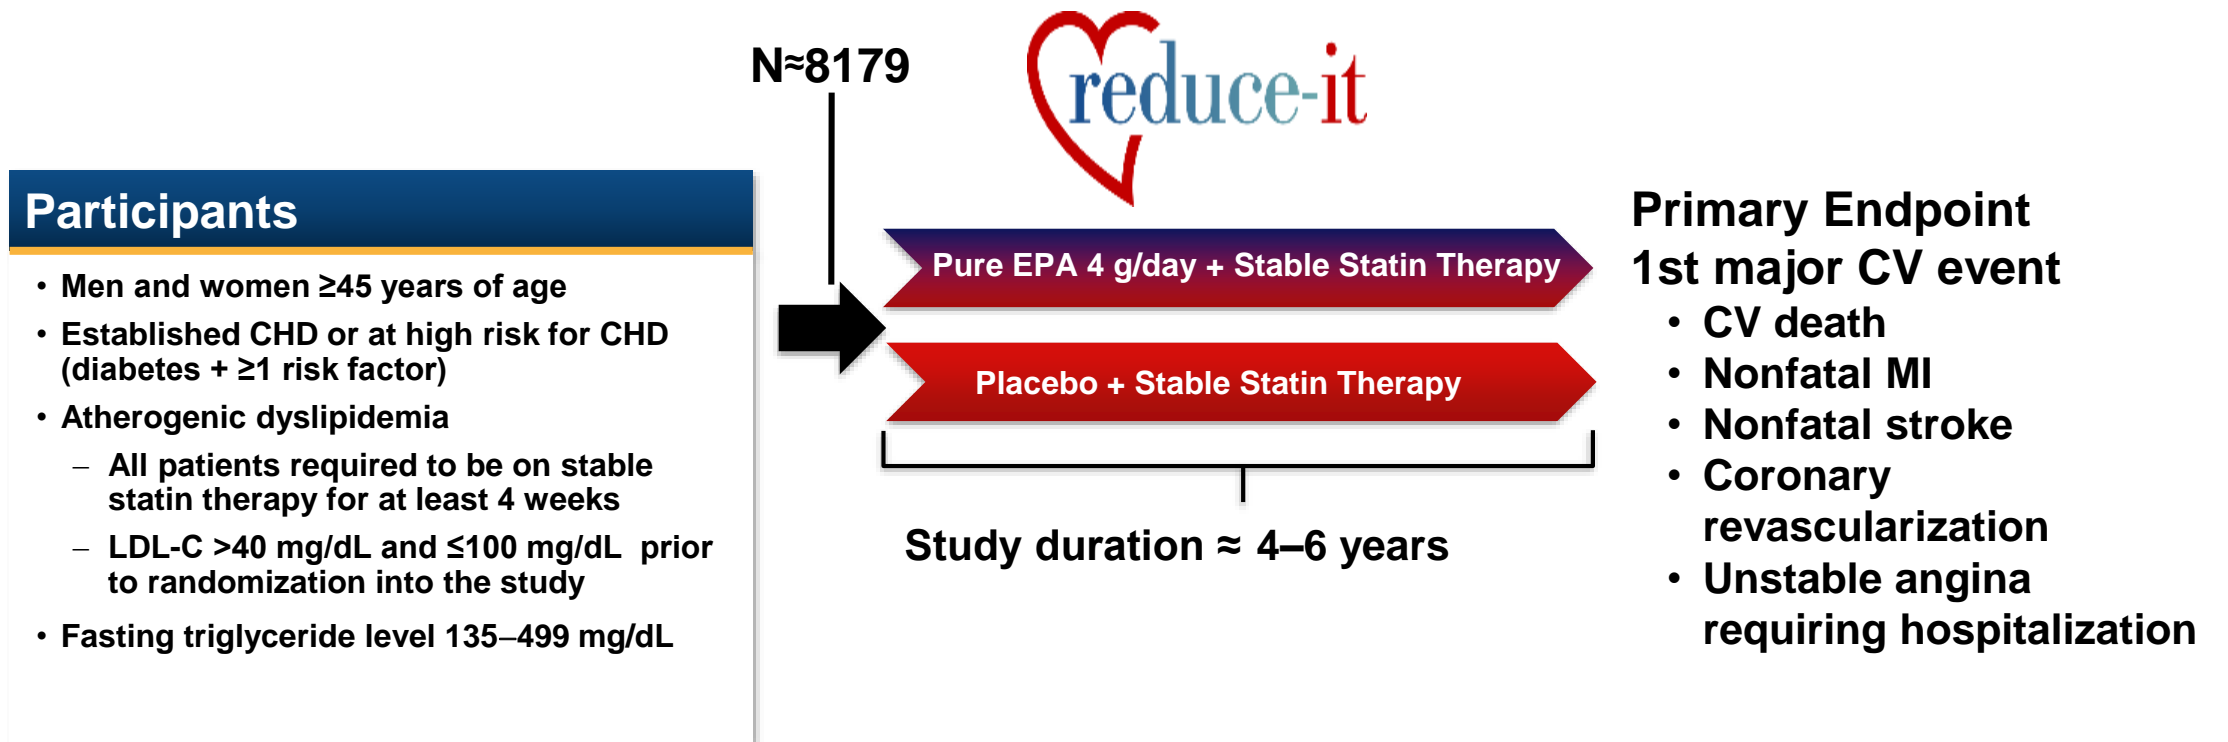 N≈8179
reduce-it
Participants
• Men and women ≥45 years of age
• Established CHD or at high risk for CHD
(diabetes + ≥1 risk factor)
• Atherogenic dyslipidemia
– All patients required to be on stable
statin therapy for at least 4 weeks
– LDL-C >40 mg/dL and ≤100 mg/dL prior
to randomization into the study
• Fasting triglyceride level 135–499 mg/dL
Pure EPA 4 g/day + Stable Statin Therapy
Placebo + Stable Statin Therapy
Study duration ≈ 4–6 years
Primary Endpoint
1st major CV event
• CV death
• Nonfatal MI
• Nonfatal stroke
• Coronary
revascularization
• Unstable angina
requiring hospitalization